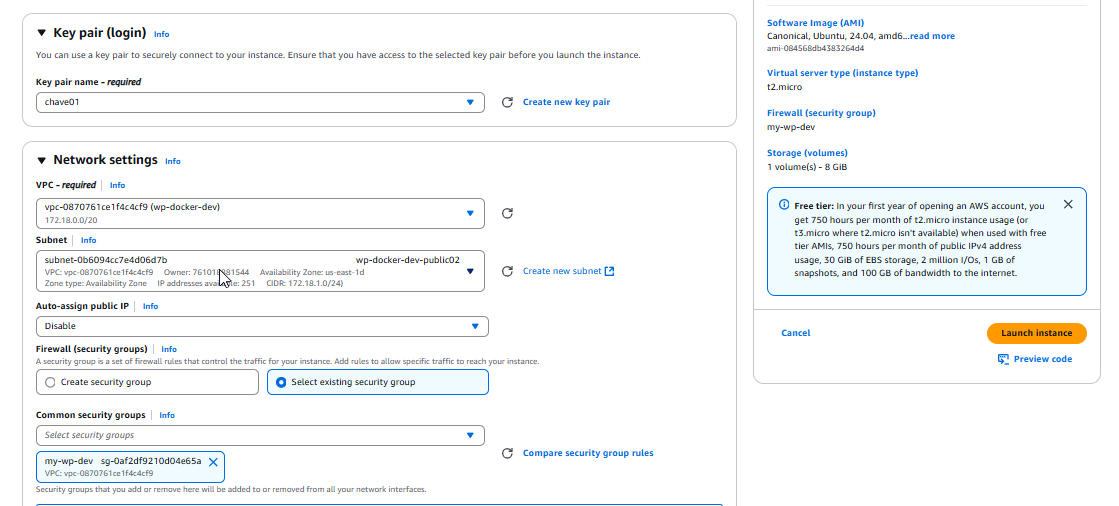 Key pair (login) Info
You can use a key pair to securely connect to your instance. Ensure that you have access to the selected key pair before you launch the instance.
Key pair name - required
chave01
Create new key pair
Network settings Info
VPC - required Info
vpc-0870761ce1f4c4cf9 (wp-docker-dev)
172.18.0.0/20
Subnet Info
subnet-0b6094cc7e4d06d7b wp-docker-dev-public02
VPC: vpc-0870761ce1f4c4cf9 Owner: Availability Zone: us-east-1d
Zone type: Availability Zone IP addresses available: 251 CIDR: 172.18.1.0/24)
Create new subnet
Auto-assign public IP Info
Disable
Firewall (security groups) Info
A security group is a set of firewall rules that control the traffic for your instance. Add rules to allow specific traffic to reach your instance.
Create security group
Select existing security group
Common security groups Info
Select security groups
my-wp-dev sg-0af2df9210d04e65a
VPC: vpc-0870761ce1f4c4cf9
Compare security group rules
Security groups that you add or remove here will be added to or removed from all your network interfaces.
Software Image (AMI)
Canonical, Ubuntu, 24.04, amd6...read more
ami-084568db4383264d4
Virtual server type (instance type)
t2.micro
Firewall (security group)
my-wp-dev
Storage (volumes)
1 volume(s) - 8 GiB
Free tier: In your first year of opening an AWS account, you
get 750 hours per month of t2.micro instance usage (or
t3.micro where t2.micro isn't available) when used with free
tier AMIs, 750 hours per month of public IPv4 address
usage, 30 GiB of EBS storage, 2 million I/Os, 1 GB of
snapshots, and 100 GB of bandwidth to the internet.
Cancel
Launch instance
Preview code